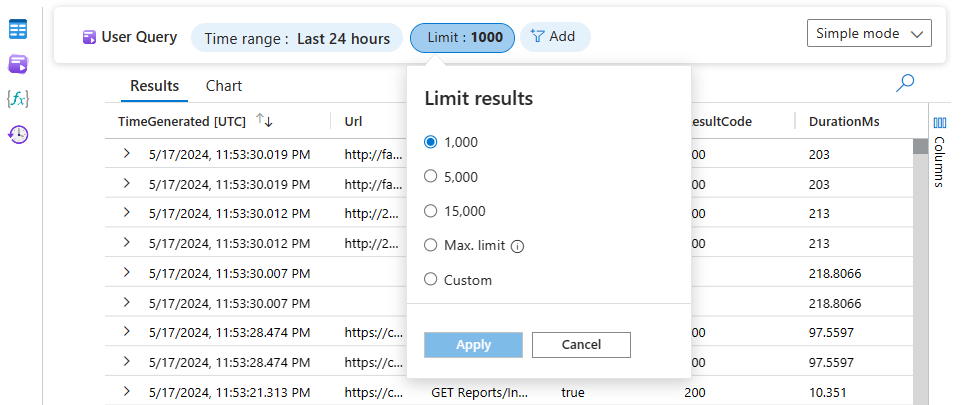 User Query Time range : Last 24 hours Limit : 1000 Add Simple mode
Results Chart
Limit results
TimeGenerated [UTC] Url esultCode DurationMs
1,000
5/17/2024, 11:53:30.019 PM http://fa... 00 203
5,000
5/17/2024, 11:53:30.019 PM http://fa... 00 203
15,000
5/17/2024, 11:53:30.012 PM http://2... 00 213
Max. limit
5/17/2024, 11:53:30.012 PM http://2... 00 213
5/17/2024, 11:53:30.007 PM 218.8066
Custom
5/17/2024, 11:53:30.007 PM 218.8066
5/17/2024, 11:53:28.474 PM https://c... 00 97.5597
Apply Cancel
5/17/2024, 11:53:28.474 PM https://c... 00 97.5597
5/17/2024, 11:53:21.313 PM https://c... GET Reports/In... true 200 10.351
Columns